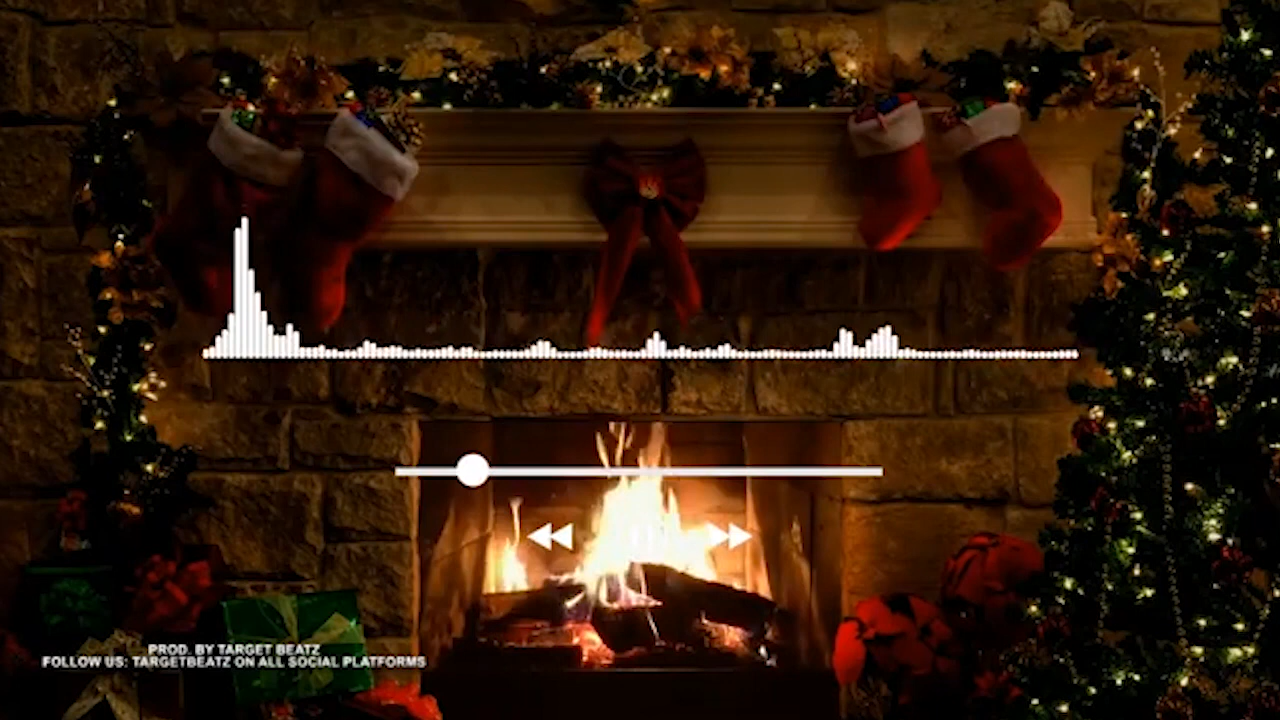 PROD. BY TARGET BEATZ
FOLLOW US: TARGETBEATZ ON ALL SOCIAL PLATFORMS